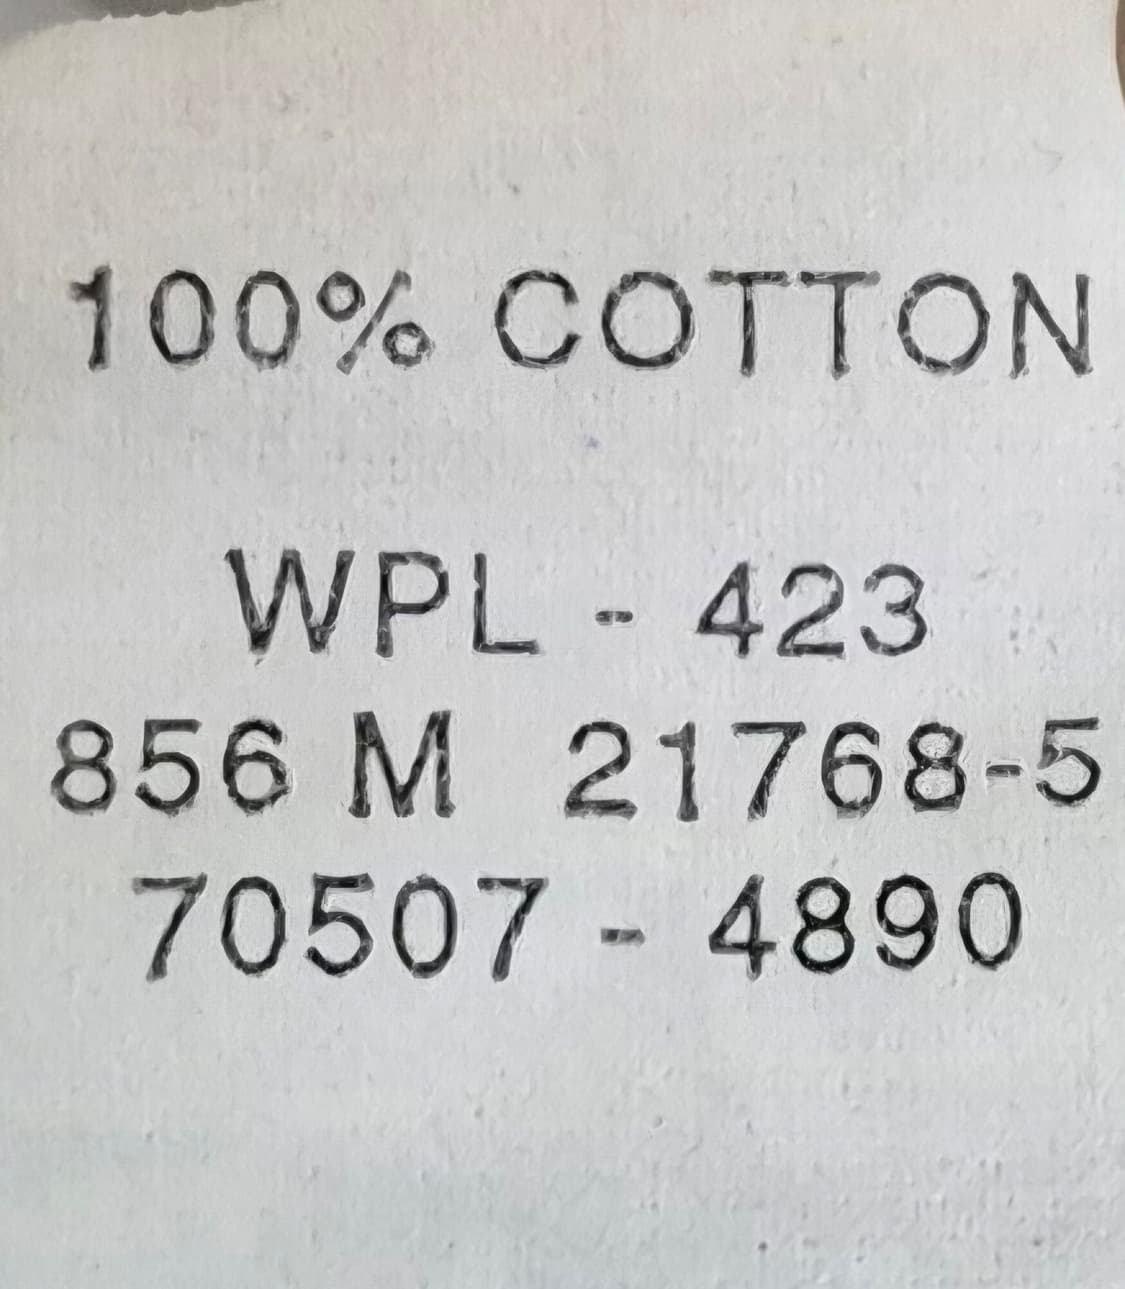 100% COTTON
WPL - 423
856 M 21768-5
70507 - 4890